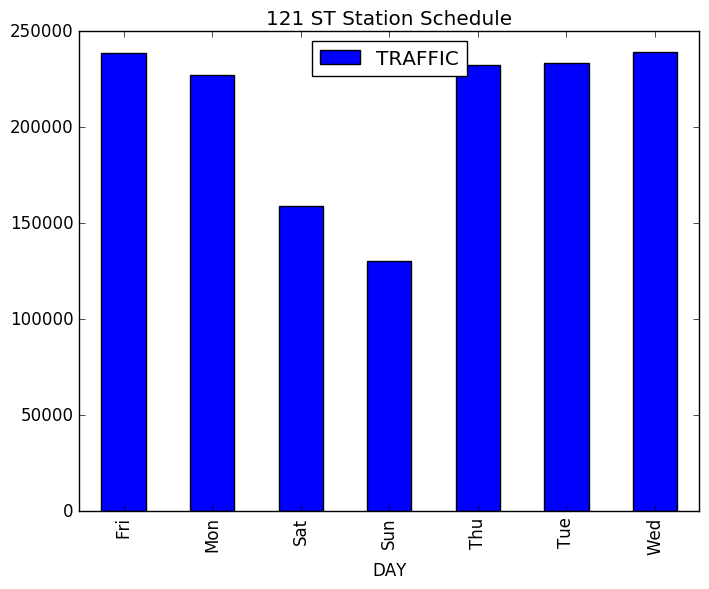 121 ST Station Schedule
TRAFFIC
250000
200000
150000
100000
50000
0
Fri
Mon
Sat
Sun
Thu
Tue
Wed
DAY